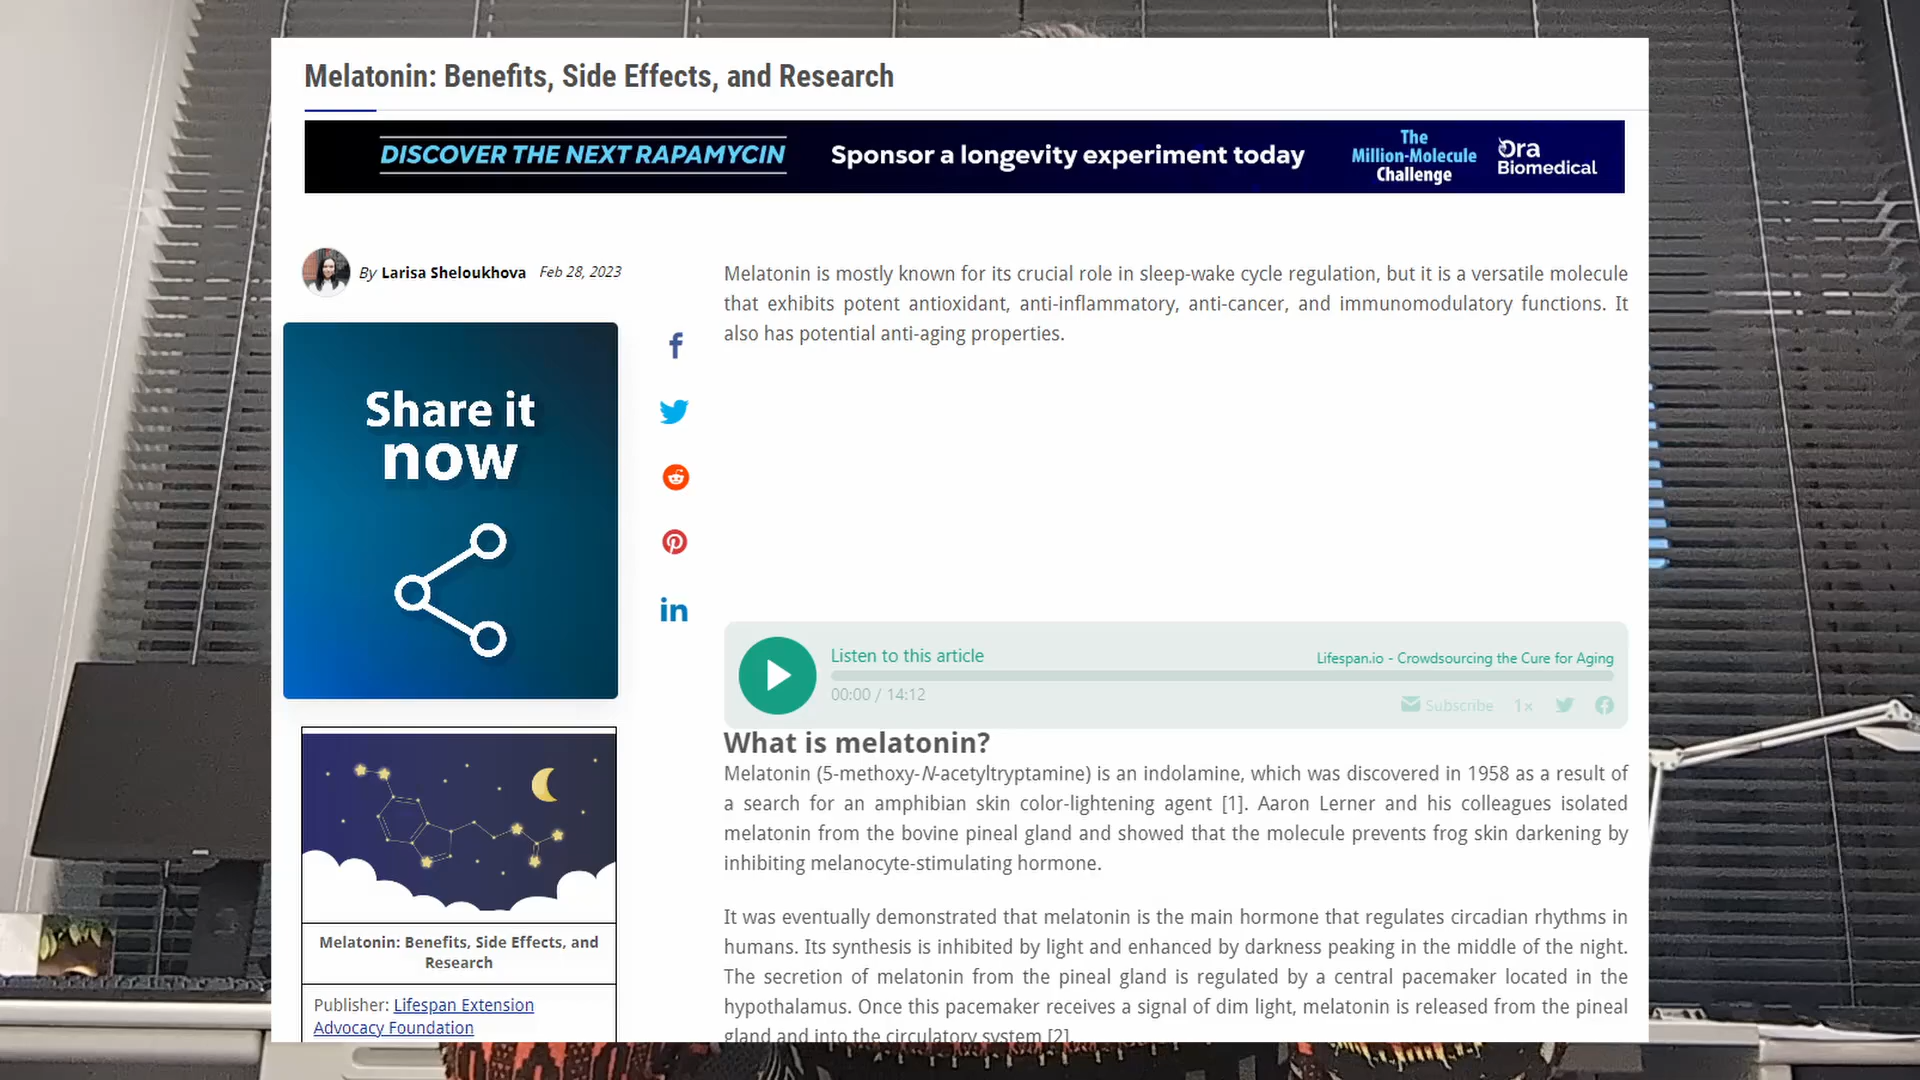 Melatonin: Benefits, Side Effects, and Research
DISCOVER THE NEXT RAPAMYCIN
Sponsor a longevity experiment today
The
Million-Molecule
Challenge
Ora
Biomedical
By Larisa Sheloukhova Feb 28, 2023
Share it
now
Melatonin: Benefits, Side Effects, and
Research
Publisher: Lifespan Extension
Advocacy Foundation
Melatonin is mostly known for its crucial role in sleep-wake cycle regulation, but it is a versatile molecule
that exhibits potent antioxidant, anti-inflammatory, anti-cancer, and immunomodulatory functions. It
also has potential anti-aging properties.
Listen to this article
Lifespan.io - Crowdsourcing the Cure for Aging
00:00 / 14:12
Subscribe 1x
What is melatonin?
Melatonin (5-methoxy-N-acetyltryptamine) is an indolamine, which was discovered in 1958 as a result of
a search for an amphibian skin color-lightening agent [1]. Aaron Lerner and his colleagues isolated
melatonin from the bovine pineal gland and showed that the molecule prevents frog skin darkening by
inhibiting melanocyte-stimulating hormone.
It was eventually demonstrated that melatonin is the main hormone that regulates circadian rhythms in
humans. Its synthesis is inhibited by light and enhanced by darkness peaking in the middle of the night.
The secretion of melatonin from the pineal gland is regulated by a central pacemaker located in the
hypothalamus. Once this pacemaker receives a signal of dim light, melatonin is released from the pineal
gland and into the circulatory system [2].